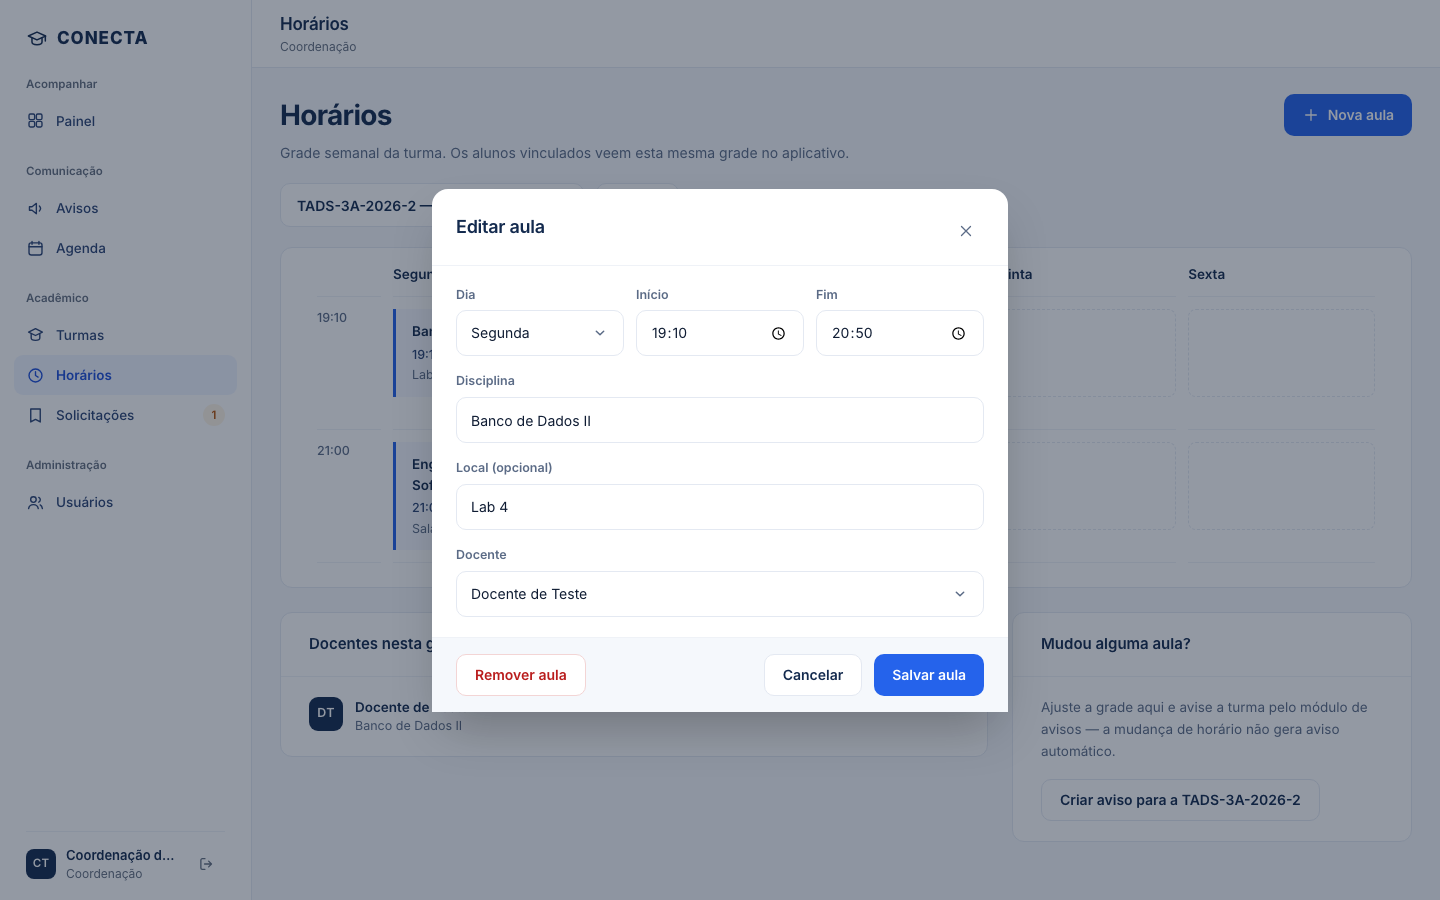 CONECTA
Acompanhar
Painel
Comunicação
Avisos
Agenda
Acadêmico
Turmas
Horários
Solicitações
1
Administração
Usuários
CT
Coordenação d...
Coordenação
Horários
Coordenação
Horários
Nova aula
Grade semanal da turma. Os alunos vinculados veem esta mesma grade no aplicativo.
TADS-3A-2026-2 —
Sexta
19:10
21:00
Editar aula
Dia
Início
Fim
Segunda
19:10
20:50
Disciplina
Banco de Dados II
Local (opcional)
Lab 4
Docente
Docente de Teste
Remover aula
Cancelar
Salvar aula
Docentes nesta
DT
Docente de
Banco de Dados II
Mudou alguma aula?
Ajuste a grade aqui e avise a turma pelo módulo de
avisos — a mudança de horário não gera aviso
automático.
Criar aviso para a TADS-3A-2026-2